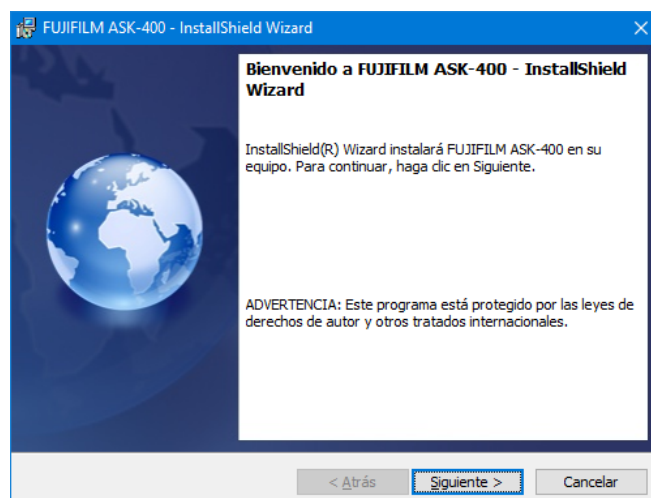 FUJIFILM ASK-400 - InstallShield Wizard
Bienvenido a FUJIFILM ASK-400 - InstallShield
Wizard
InstallShield(R) Wizard instalará FUJIFILM ASK-400 en su
equipo. Para continuar, haga clic en Siguiente.
ADVERTENCIA: Este programa está protegido por las leyes de
derechos de autor y otros tratados internacionales.
< Atrás
Siguiente >
Cancelar